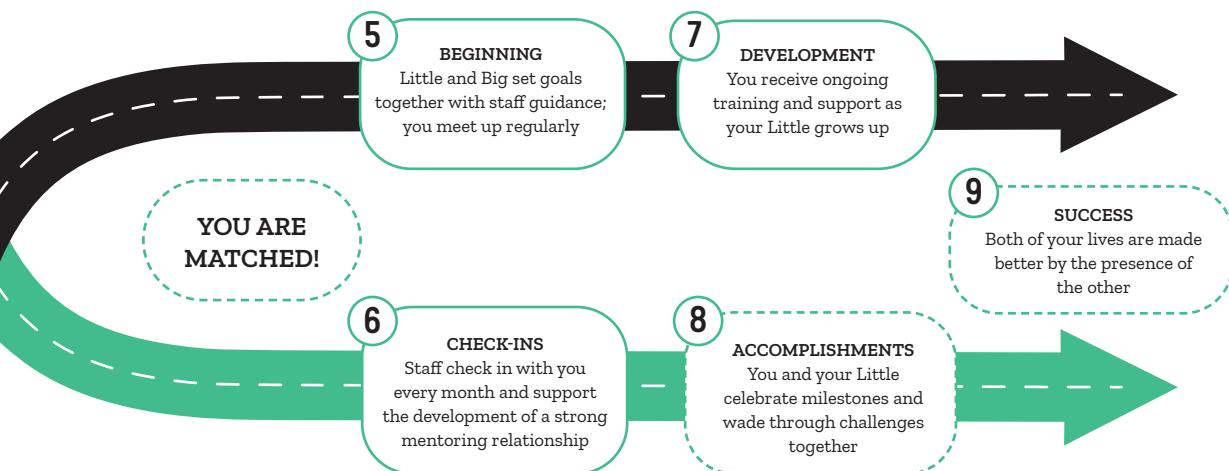 YOU ARE
MATCHED!
5
BEGINNING
Little and Big set goals
together with staff guidance;
you meet up regularly
6
CHECK-INS
Staff check in with you
every month and support
the development of a strong
mentoring relationship
7
DEVELOPMENT
You receive ongoing
training and support as
your Little grows up
8
ACCOMPLISHMENTS
You and your Little
celebrate milestones and
wade through challenges
together
9
SUCCESS
Both of your lives are made
better by the presence of
the other